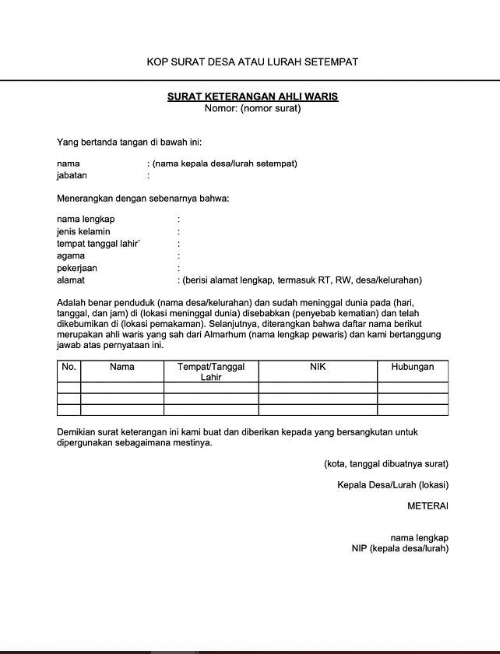 KOP SURAT DESA ATAU LURAH SETEMPAT
SURAT KETERANGAN AHLI WARIS
Nomor: (nomor surat)
Yang bertanda tangan di bawah ini:
nama : (nama kepala desa/lurah setempat)
jabatan :
Menerangkan dengan sebenarnya bahwa:
nama lengkap :
jenis kelamin :
tempat tanggal lahir` :
agama :
pekerjaan :
alamat : (berisi alamat lengkap, termasuk RT, RW, desa/kelurahan)
Adalah benar penduduk (nama desa/kelurahan) dan sudah meninggal dunia pada (hari,
tanggal, dan jam) di (lokasi meninggal dunia) disebabkan (penyebab kematian) dan telah
dikebumikan di (lokasi pemakaman). Selanjutnya, diterangkan bahwa daftar nama berikut
merupakan ahli waris yang sah dari Almarhum (nama lengkap pewaris) dan kami bertanggung
jawab atas pernyataan ini.
No. Nama Tempat/Tanggal NIK Hubungan
Lahir
Demikian surat keterangan ini kami buat dan diberikan kepada yang bersangkutan untuk
dipergunakan sebagaimana mestinya.
(kota, tanggal dibuatnya surat)
Kepala Desa/Lurah (lokasi)
METERAI
nama lengkap
NIP (kepala desa/lurah)